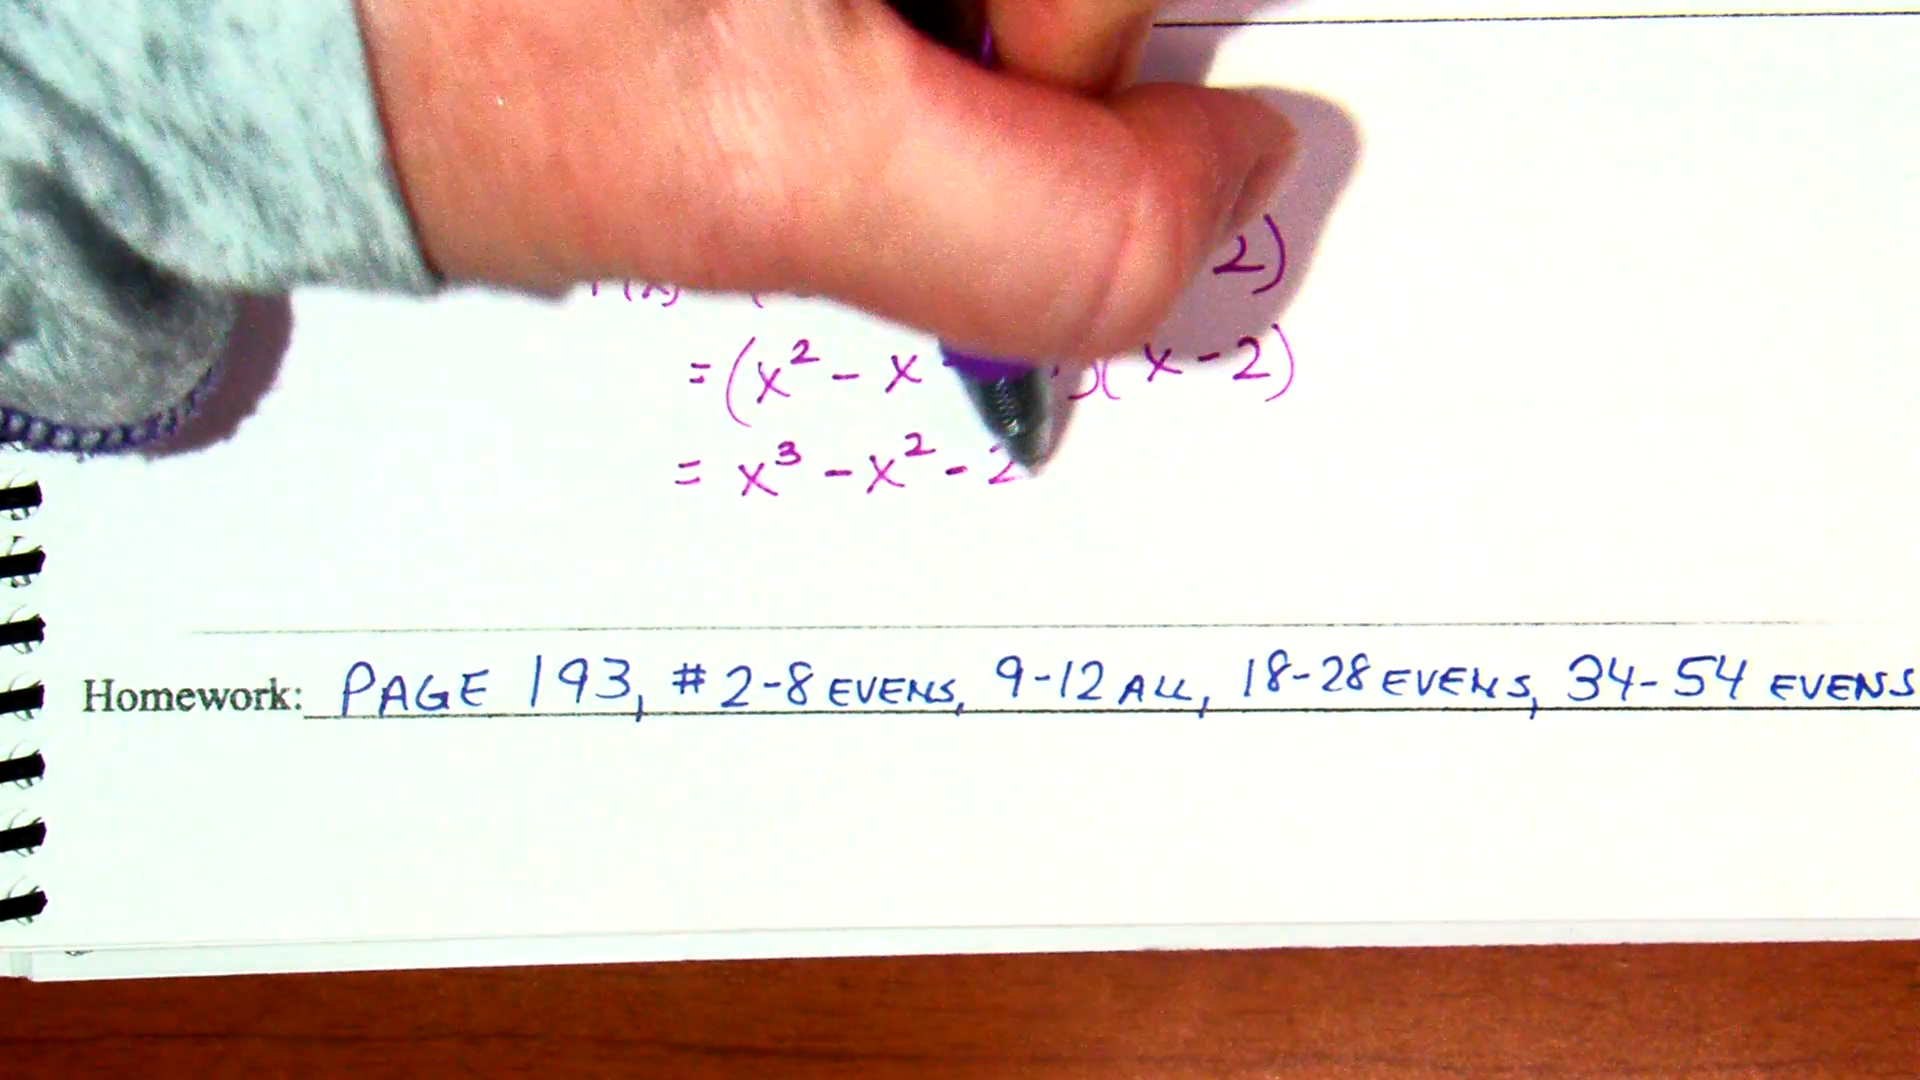 2)
= (x² - x )(x - 2)
= x³ - x² - 2
Homework: PAGE 193, # 2-8 EVENS, 9-12 ALL, 18-28 EVENS, 34-54 EVENS